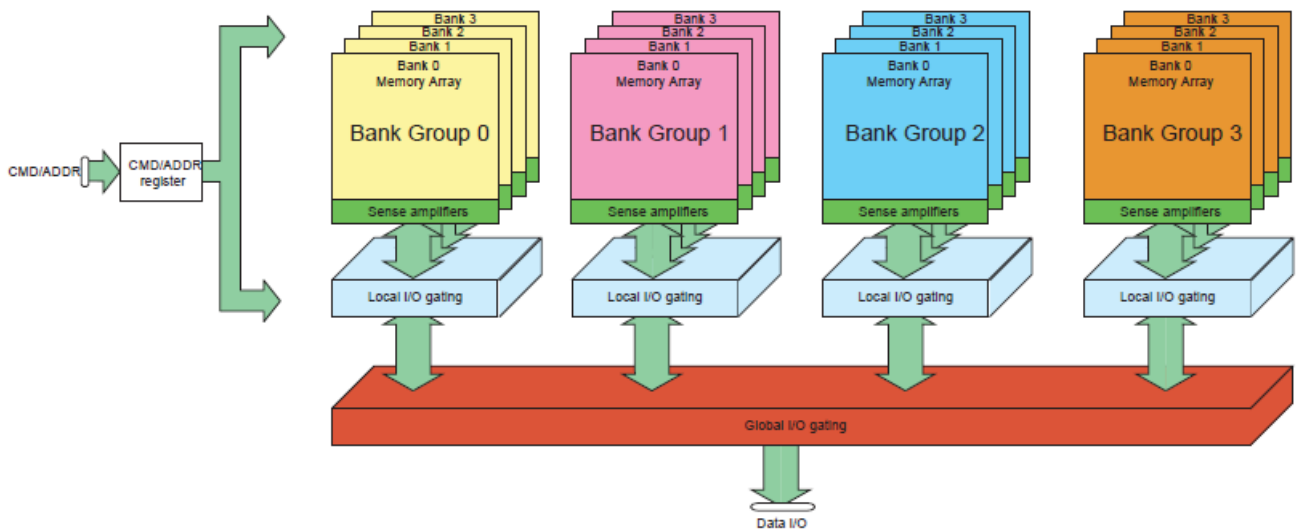 Bank 3
Bank 2
Bank 1
Bank 0
Memory Array
Bank Group 0
Sense amplifiers
Local I/O gating
Bank 3
Bank 2
Bank 1
Bank 0
Memory Array
Bank Group 1
Sense amplifiers
Local I/O gating
Bank 3
Bank 2
Bank 1
Bank 0
Memory Array
Bank Group 2
Sense amplifiers
Local I/O gating
Bank 3
Bank 2
Bank 1
Bank 0
Memory Array
Bank Group 3
Sense amplifiers
Local I/O gating
CMD/ADDR
CMD/ADDR
register
Global I/O gating
Data I/O